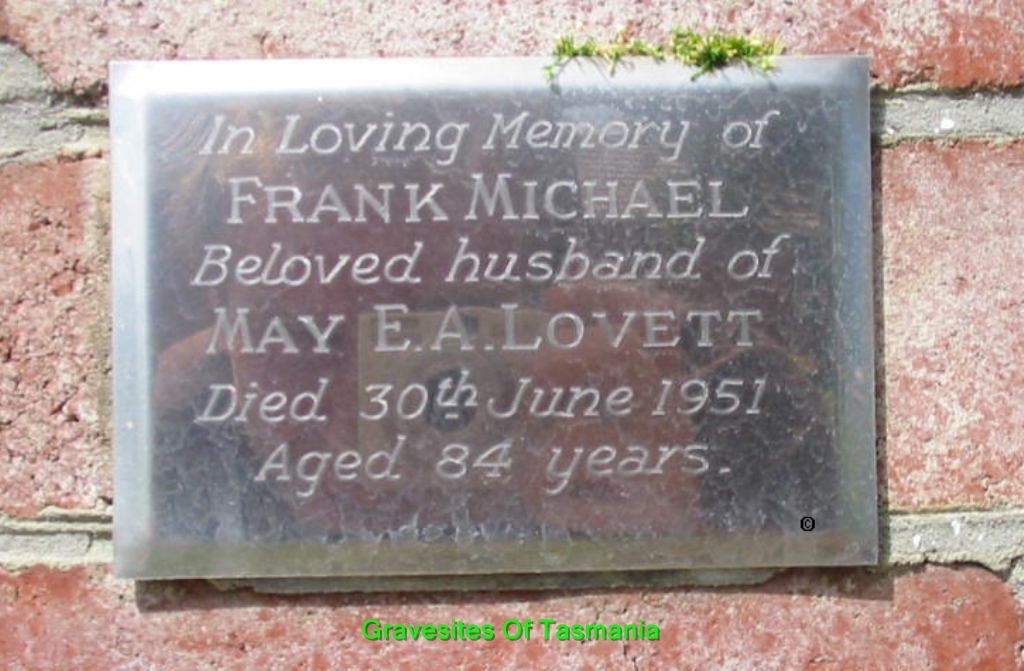 In Loving Memory of
FRANK MICHAEL
Beloved husband of
MAY E.A. LOVETT
Died 30th June 1951
Aged 84 years.
©
Gravesites Of Tasmania